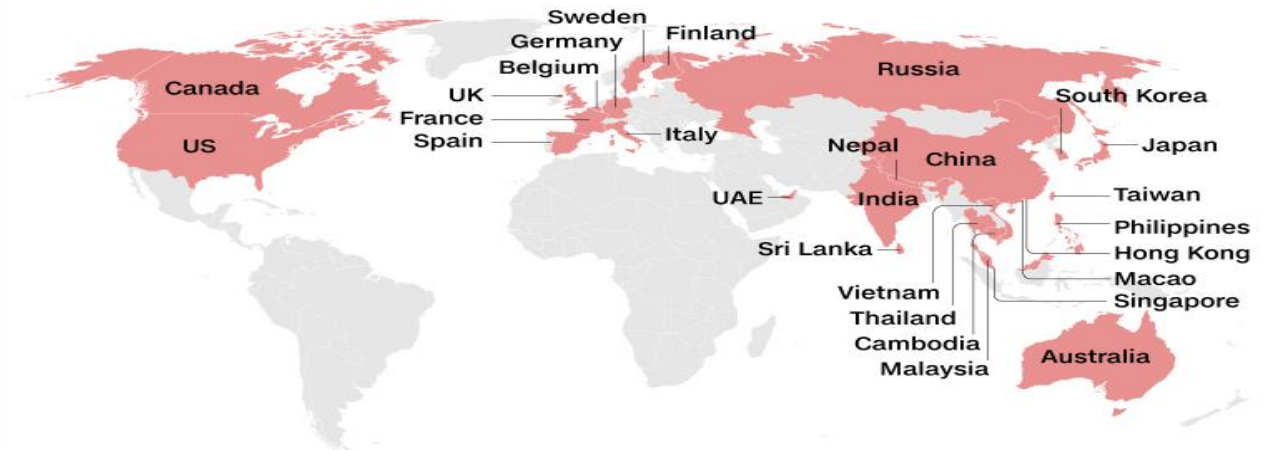 Sweden
Finland
Germany
Belgium
Russia
Canada
UK
South Korea
France
Italy
Spain
US
Nepal
China
Japan
UAE
India
Taiwan
Philippines
Sri Lanka
Hong Kong
Macao
Vietnam
Singapore
Thailand
Cambodia
Australia
Malaysia